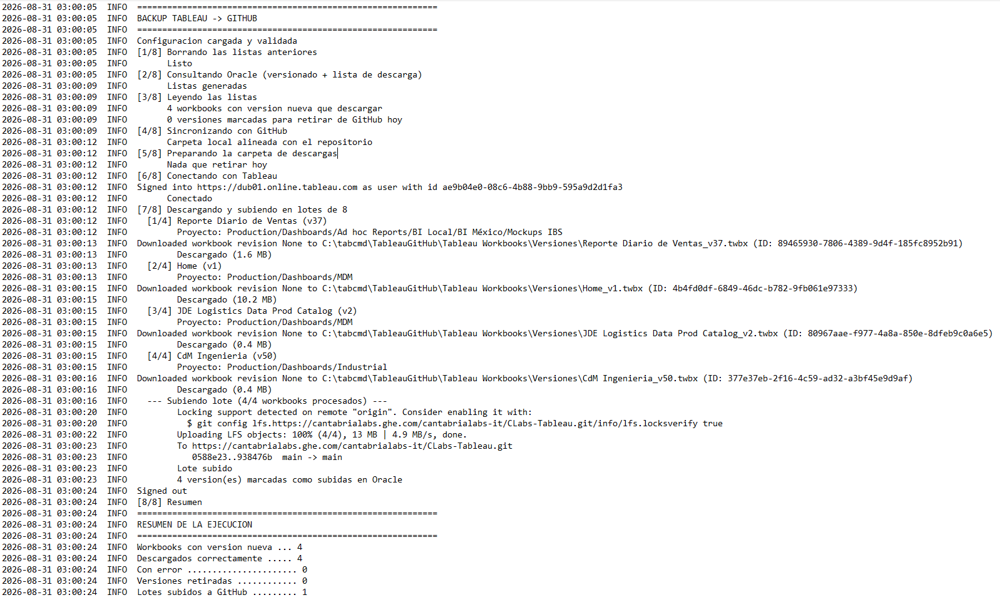 2026-08-31 03:00:05  INFO  ============================================================
2026-08-31 03:00:05  INFO  BACKUP TABLEAU -> GITHUB
2026-08-31 03:00:05  INFO  ============================================================
2026-08-31 03:00:05  INFO  Configuracion cargada y validada
2026-08-31 03:00:05  INFO  [1/8] Borrando las listas anteriores
2026-08-31 03:00:05  INFO        Listo
2026-08-31 03:00:05  INFO  [2/8] Consultando Oracle (versionado + lista de descarga)
2026-08-31 03:00:09  INFO        Listas generadas
2026-08-31 03:00:09  INFO  [3/8] Leyendo las listas
2026-08-31 03:00:09  INFO        4 workbooks con version nueva que descargar
2026-08-31 03:00:09  INFO        0 versiones marcadas para retirar de GitHub hoy
2026-08-31 03:00:09  INFO  [4/8] Sincronizando con GitHub
2026-08-31 03:00:12  INFO        Carpeta local alineada con el repositorio
2026-08-31 03:00:12  INFO  [5/8] Preparando la carpeta de descargas
2026-08-31 03:00:12  INFO        Nada que retirar hoy
2026-08-31 03:00:12  INFO  [6/8] Conectando con Tableau
2026-08-31 03:00:12  INFO  Signed into https://dub01.online.tableau.com as user with id ae9b04e0-08c6-4b88-9bb9-595a9d2d1fa3
2026-08-31 03:00:12  INFO        Conectado
2026-08-31 03:00:12  INFO  [7/8] Descargando y subiendo en lotes de 8
2026-08-31 03:00:12  INFO    [1/4] Reporte Diario de Ventas (v37)
2026-08-31 03:00:12  INFO          Proyecto: Production/Dashboards/Ad hoc Reports/BI Local/BI México/Mockups IBS
2026-08-31 03:00:13  INFO  Downloaded workbook revision None to C:\tabcmd\TableauGitHub\Tableau Workbooks\Versiones\Reporte Diario de Ventas_v37.twbx (ID: 89465930-7806-4389-9d4f-185fc8952b91)
2026-08-31 03:00:13  INFO          Descargado (1.6 MB)
2026-08-31 03:00:13  INFO    [2/4] Home (v1)
2026-08-31 03:00:13  INFO          Proyecto: Production/Dashboards/MDM
2026-08-31 03:00:15  INFO  Downloaded workbook revision None to C:\tabcmd\TableauGitHub\Tableau Workbooks\Versiones\Home_v1.twbx (ID: 4b4fd0df-6849-46dc-b782-9fb061e97333)
2026-08-31 03:00:15  INFO          Descargado (10.2 MB)
2026-08-31 03:00:15  INFO    [3/4] JDE Logistics Data Prod Catalog (v2)
2026-08-31 03:00:15  INFO          Proyecto: Production/Dashboards/MDM
2026-08-31 03:00:15  INFO  Downloaded workbook revision None to C:\tabcmd\TableauGitHub\Tableau Workbooks\Versiones\JDE Logistics Data Prod Catalog_v2.twbx (ID: 80967aae-f977-4a8a-850e-8dfeb9c0a6e5)
2026-08-31 03:00:15  INFO          Descargado (0.4 MB)
2026-08-31 03:00:15  INFO    [4/4] CdM Ingenieria (v50)
2026-08-31 03:00:15  INFO          Proyecto: Production/Dashboards/Industrial
2026-08-31 03:00:16  INFO  Downloaded workbook revision None to C:\tabcmd\TableauGitHub\Tableau Workbooks\Versiones\CdM Ingenieria_v50.twbx (ID: 377e37eb-2f16-4c59-ad32-a3bf45e9d9af)
2026-08-31 03:00:16  INFO          Descargado (0.4 MB)
2026-08-31 03:00:16  INFO    --- Subiendo lote (4/4 workbooks procesados) ---
2026-08-31 03:00:20  INFO          Locking support detected on remote "origin". Consider enabling it with:
2026-08-31 03:00:20  INFO            $ git config lfs.https://cantabrialabs.ghe.com/cantabrialabs-it/CLabs-Tableau.git/info/lfs.locksverify true
2026-08-31 03:00:22  INFO          Uploading LFS objects: 100% (4/4), 13 MB | 4.9 MB/s, done.
2026-08-31 03:00:23  INFO          To https://cantabrialabs.ghe.com/cantabrialabs-it/CLabs-Tableau.git
2026-08-31 03:00:23  INFO             0588e23..938476b  main -> main
2026-08-31 03:00:23  INFO          Lote subido
2026-08-31 03:00:23  INFO          4 version(es) marcadas como subidas en Oracle
2026-08-31 03:00:24  INFO  Signed out
2026-08-31 03:00:24  INFO  [8/8] Resumen
2026-08-31 03:00:24  INFO  ============================================================
2026-08-31 03:00:24  INFO  RESUMEN DE LA EJECUCION
2026-08-31 03:00:24  INFO  ============================================================
2026-08-31 03:00:24  INFO  Workbooks con version nueva ... 4
2026-08-31 03:00:24  INFO  Descargados correctamente ..... 4
2026-08-31 03:00:24  INFO  Con error ...................... 0
2026-08-31 03:00:24  INFO  Versiones retiradas ............ 0
2026-08-31 03:00:24  INFO  Lotes subidos a GitHub ......... 1